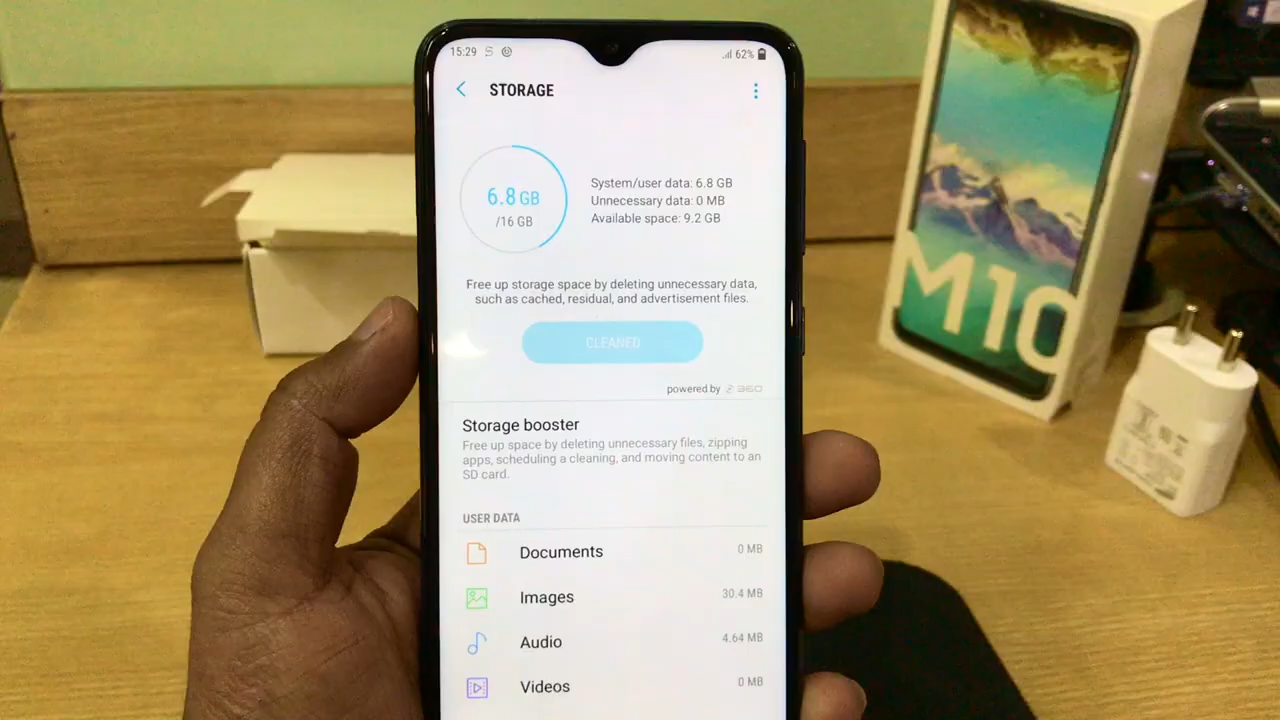 15:29
62%
STORAGE
6.8 GB
/16 GB
System/user data: 6.8 GB
Unnecessary data: 0 MB
Available space: 9.2 GB
Free up storage space by deleting unnecessary data,
such as cached, residual, and advertisement files.
CLEANED
powered by 360
Storage booster
Free up space by deleting unnecessary files, zipping
apps, scheduling a cleaning, and moving content to an
SD card.
USER DATA
Documents 0 MB
Images 30.4 MB
Audio 4.64 MB
Videos 0 MB
M10